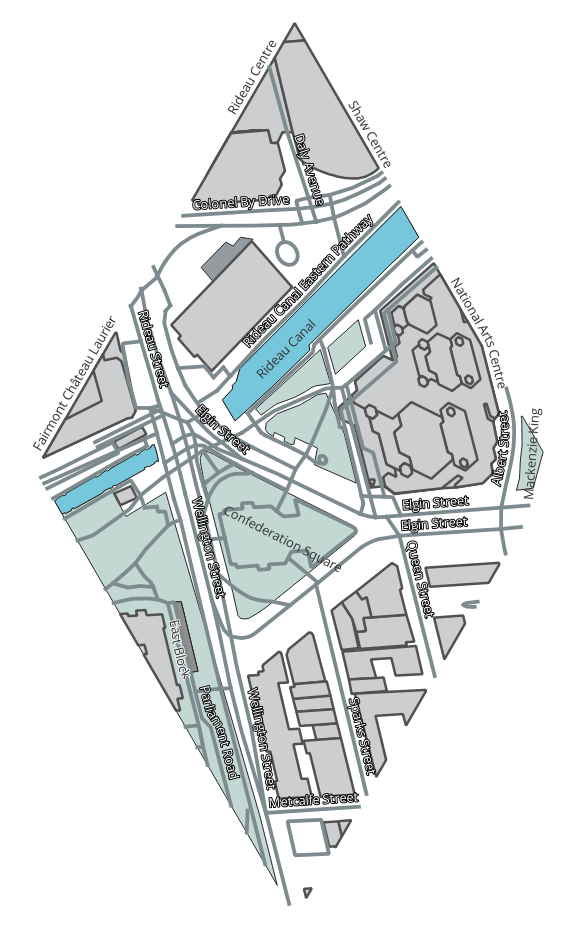 Rideau Centre
Shaw Centre
Daly Avenue
Colonel By Drive
Rideau Canal Eastern Pathway
National Arts Centre
Rideau Street
Rideau Canal
Fairmont Château Laurier
Elgin Street
Albert Street
Mackenzie King
Elgin Street
Elgin Street
Wellington Street
Confederation Square
Queen Street
East Block
Parliament Road
Wellington Street
Sparks Street
Metcalfe Street